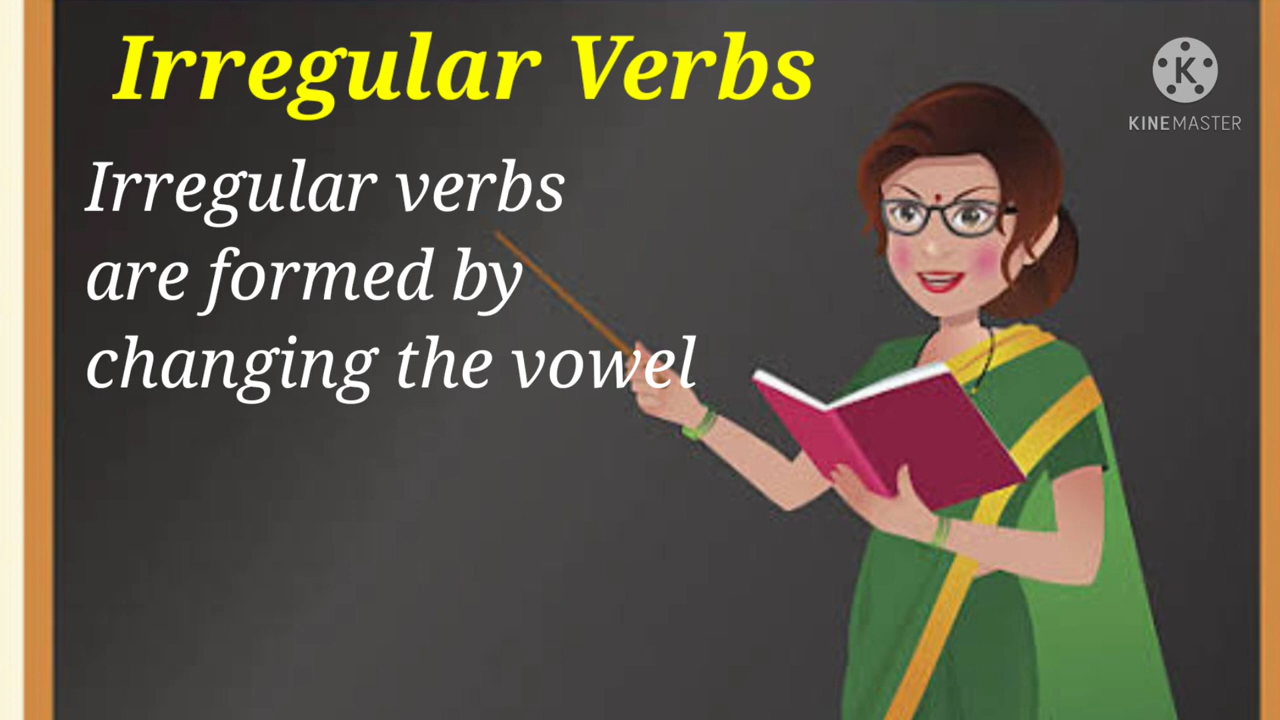 Irregular Verbs
K
KINEMASTER
Irregular verbs
are formed by
changing the vowel